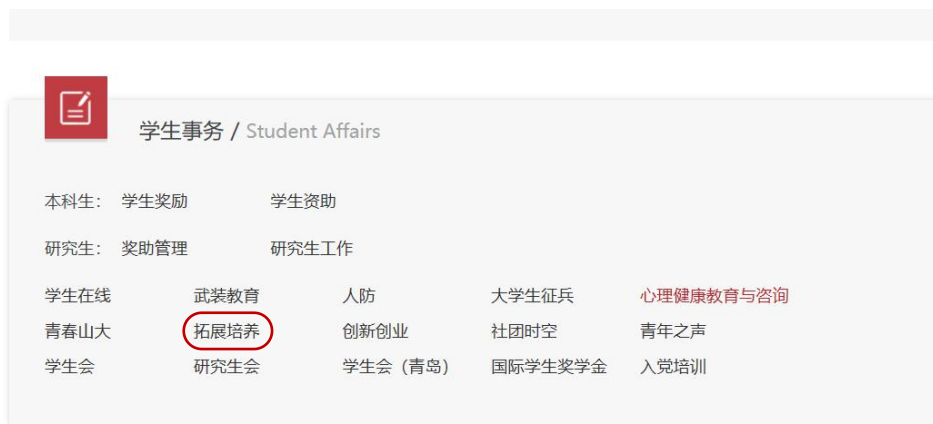 学生事务 / Student Affairs
本科生： 学生奖励 学生资助
研究生： 奖助管理 研究生工作
学生在线 武装教育 人防 大学生征兵 心理健康教育与咨询
青春山大 拓展培养 创新创业 社团时空 青年之声
学生会 研究生会 学生会（青岛） 国际学生奖学金 入党培训